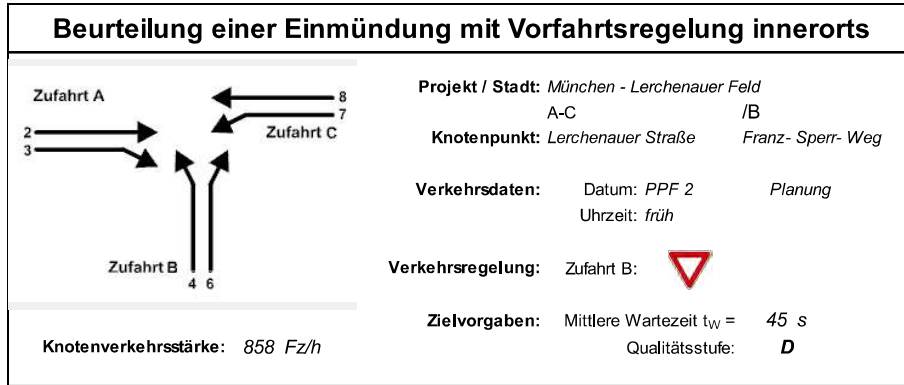 Beurteilung einer Einmündung mit Vorfahrtsregelung innerorts
Zufahrt A
8
7
Zufahrt C
2
3
Zufahrt B
4 6
Knotenverkehrsstärke: 858 Fz/h
Projekt / Stadt: München - Lerchenauer Feld
A-C /B
Knotenpunkt: Lerchenauer Straße Franz- Sperr- Weg
Verkehrsdaten: Datum: PPF 2 Planung
Uhrzeit: früh
Verkehrsregelung: Zufahrt B:
Zielvorgaben: Mittlere Wartezeit tW = 45 s
Qualitätsstufe: D